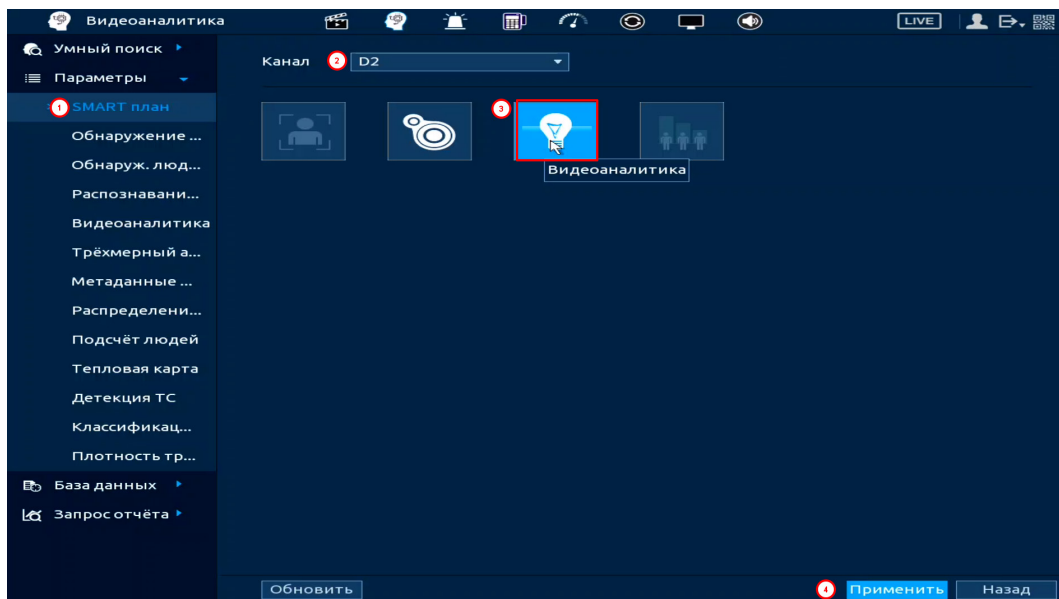 Видеоаналитика
LIVE
Умный поиск
Параметры
1 SMART план
Обнаружение ...
Обнаруж. люд...
Распознавани...
Видеоаналитика
Трёхмерный а...
Метаданные ...
Распределени...
Подсчёт людей
Тепловая карта
Детекция ТС
Классификац...
Плотность тр...
База данных
Запрос отчёта
Канал 2 D2
3
Видеоаналитика
Обновить
4 Применить
Назад